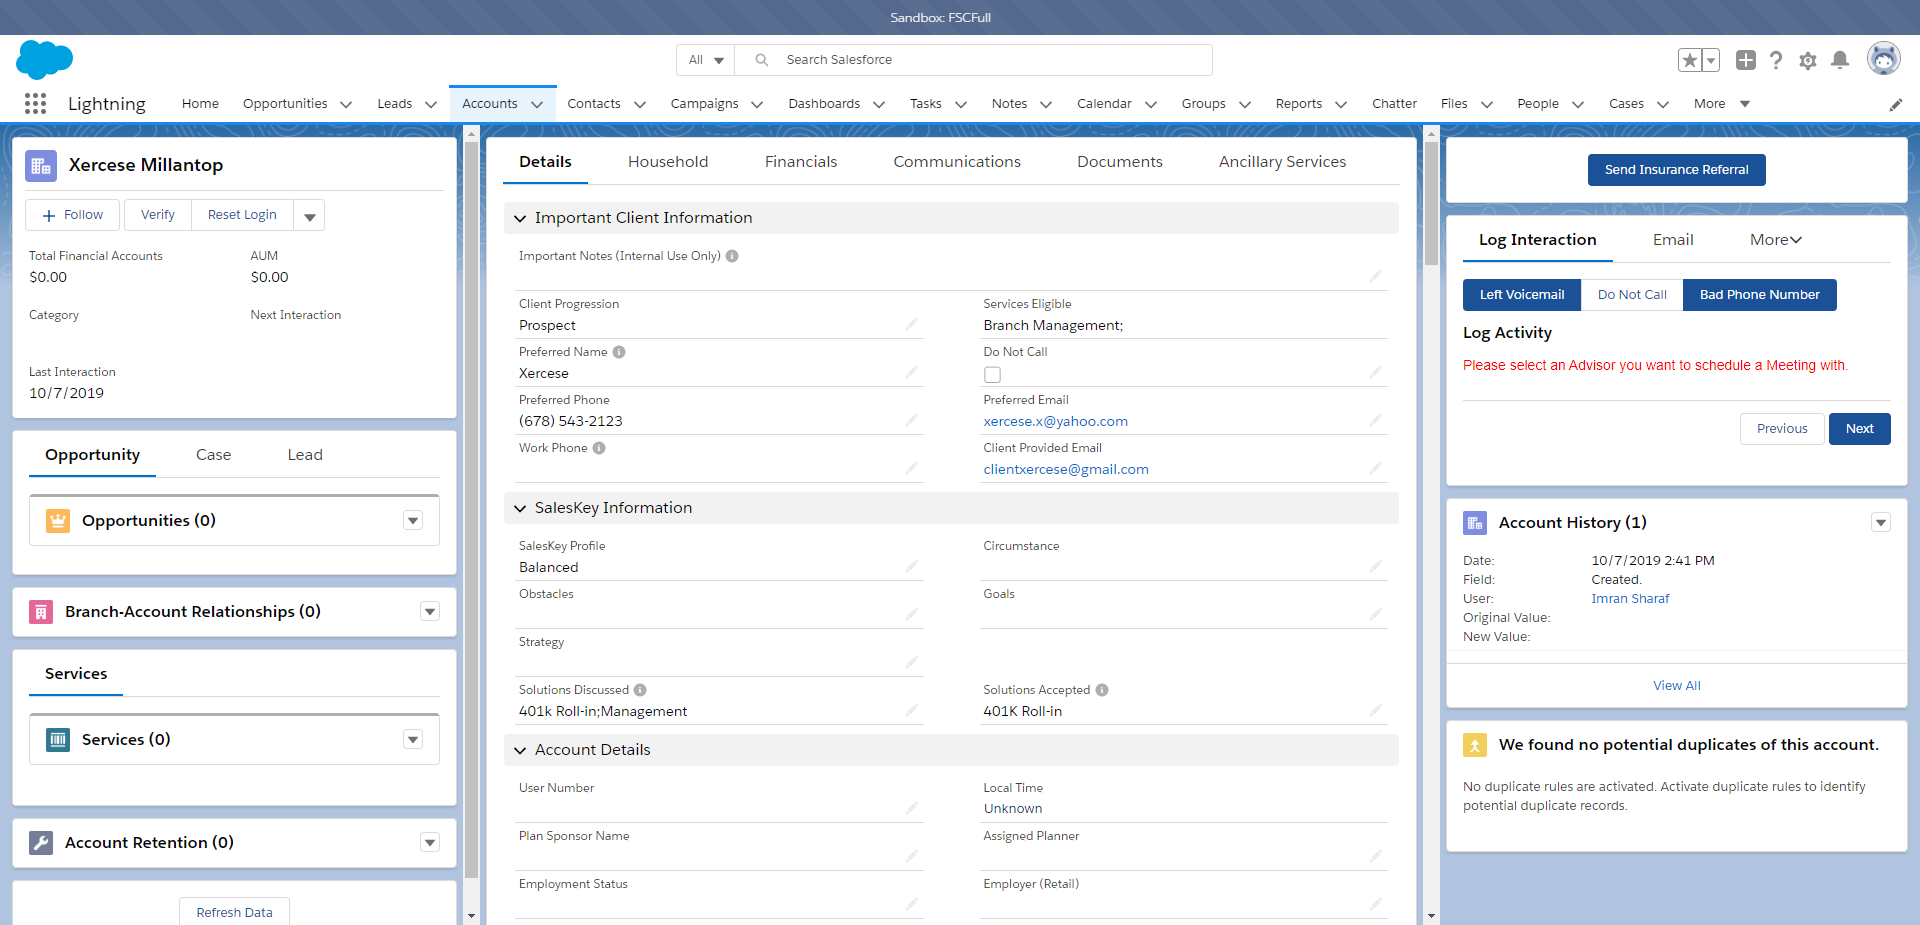 Sandbox: FSCFull
All
Search Salesforce
Lightning
Home
Opportunities
Leads
Accounts
Contacts
Campaigns
Dashboards
Tasks
Notes
Calendar
Groups
Reports
Chatter
Files
People
Cases
More
Xercese Millantop
Follow
Verify
Reset Login
Total Financial Accounts
AUM
$0.00
$0.00
Category
Next Interaction
Last Interaction
10/7/2019
Opportunity
Case
Lead
Opportunities (0)
Branch-Account Relationships (0)
Services
Services (0)
Account Retention (0)
Refresh Data
Details
Household
Financials
Communications
Documents
Ancillary Services
Important Client Information
Important Notes (Internal Use Only)
Client Progression
Services Eligible
Prospect
Branch Management;
Preferred Name
Do Not Call
Xercese
Preferred Phone
Preferred Email
(678) 543-2123
xercese.x@yahoo.com
Work Phone
Client Provided Email
clientxercese@gmail.com
SalesKey Information
SalesKey Profile
Circumstance
Balanced
Obstacles
Goals
Strategy
Solutions Discussed
Solutions Accepted
401k Roll-in;Management
401K Roll-in
Account Details
User Number
Local Time
Unknown
Plan Sponsor Name
Assigned Planner
Employment Status
Employer (Retail)
Send Insurance Referral
Log Interaction
Email
More
Left Voicemail
Do Not Call
Bad Phone Number
Log Activity
Please select an Advisor you want to schedule a Meeting with.
Previous
Next
Account History (1)
Date: 10/7/2019 2:41 PM
Field: Created.
User: Imran Sharaf
Original Value:
New Value:
View All
We found no potential duplicates of this account.
No duplicate rules are activated. Activate duplicate rules to identify
potential duplicate records.